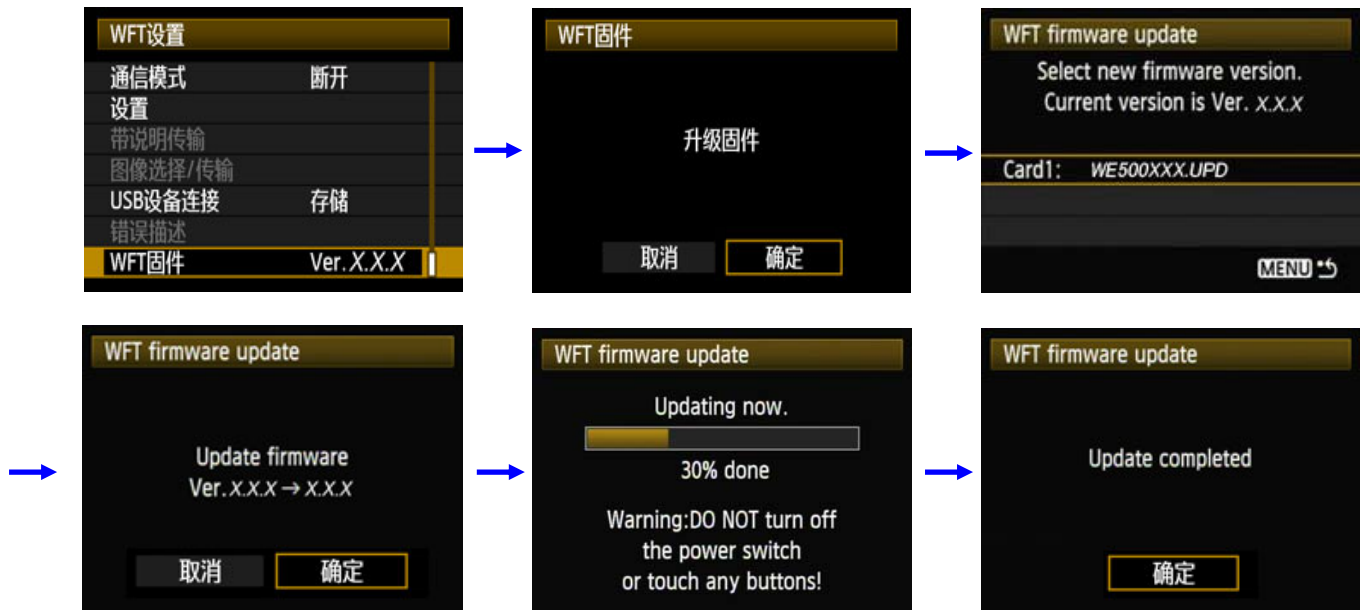 WFT设置
通信模式 断开
设置
带说明传输
图像选择/传输
USB设备连接 存储
错误描述
WFT固件 Ver.X.X.X
WFT固件
升级固件
取消 确定
WFT firmware update
Select new firmware version.
Current version is Ver. X.X.X
Card1: WE500XXX.UPD
MENU
WFT firmware update
Update firmware
Ver.X.X.X→X.X.X
取消 确定
WFT firmware update
Updating now.
30% done
Warning:DO NOT turn off
the power switch
or touch any buttons!
WFT firmware update
Update completed
确定